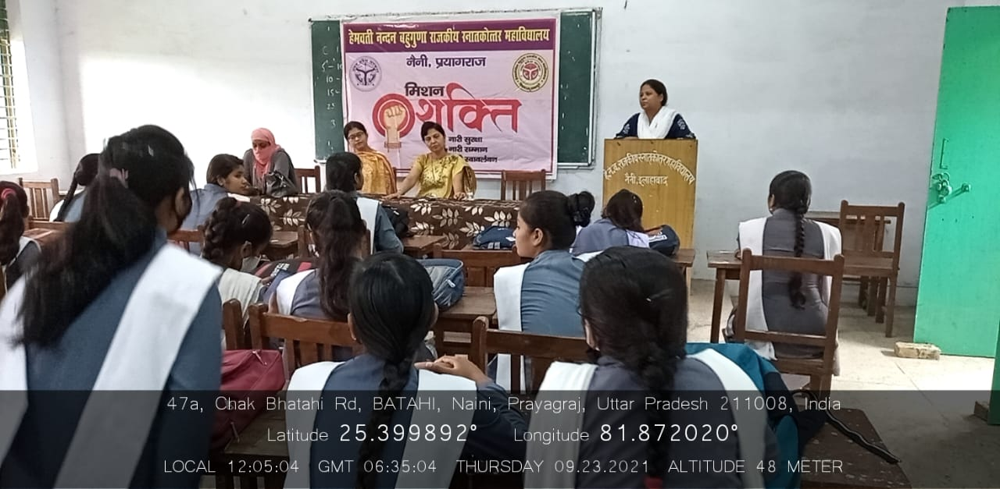 हेमवती नन्दन बहुगुणा राजकीय स्नातकोत्तर महाविद्यालय
नैनी, प्रयागराज
मिशन
शक्ति
नारी सुरक्षा
नारी सम्मान
स्वावलंबन
हे.न.ब.राजकीय स्नातकोत्तर महाविद्यालय
नैनी, इलाहाबाद
47a, Chak Bhatahi Rd, BATAHI, Naini, Prayagraj, Uttar Pradesh 211008, India
Latitude 25.399892° Longitude 81.872020°
LOCAL 12:05:04 GMT 06:35:04 THURSDAY 09.23.2021 ALTITUDE 48 METER